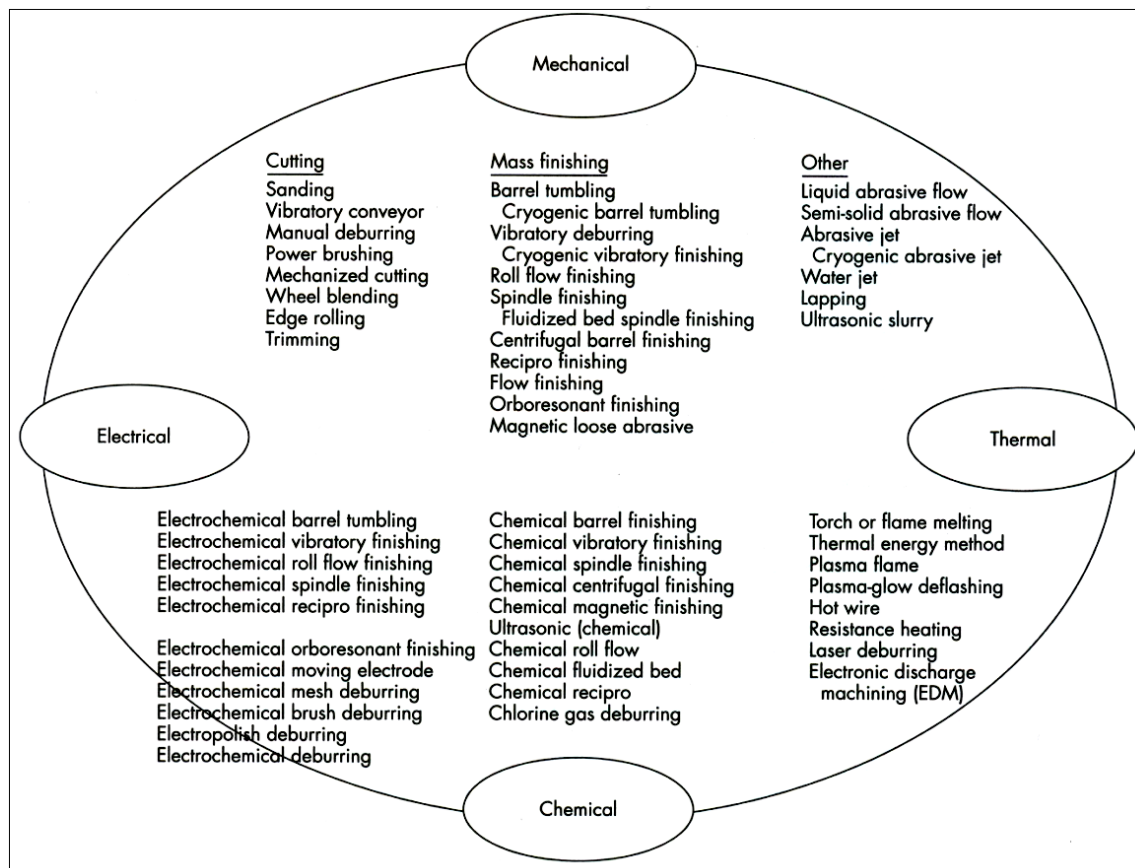 Mechanical
Cutting
Sanding
Vibratory conveyor
Manual deburring
Power brushing
Mechanized cutting
Wheel blending
Edge rolling
Trimming
Mass finishing
Barrel tumbling
Cryogenic barrel tumbling
Vibratory deburring
Cryogenic vibratory finishing
Roll flow finishing
Spindle finishing
Fluidized bed spindle finishing
Centrifugal barrel finishing
Recipro finishing
Flow finishing
Orboresonant finishing
Magnetic loose abrasive
Other
Liquid abrasive flow
Semi-solid abrasive flow
Abrasive jet
Cryogenic abrasive jet
Water jet
Lapping
Ultrasonic slurry
Electrical
Thermal
Electrochemical barrel tumbling
Electrochemical vibratory finishing
Electrochemical roll flow finishing
Electrochemical spindle finishing
Electrochemical recipro finishing
Electrochemical orboresonant finishing
Electrochemical moving electrode
Electrochemical mesh deburring
Electrochemical brush deburring
Electropolish deburring
Electrochemical deburring
Chemical barrel finishing
Chemical vibratory finishing
Chemical spindle finishing
Chemical centrifugal finishing
Chemical magnetic finishing
Ultrasonic (chemical)
Chemical roll flow
Chemical fluidized bed
Chemical recipro
Chlorine gas deburring
Torch or flame melting
Thermal energy method
Plasma flame
Plasma-glow deflashing
Hot wire
Resistance heating
Laser deburring
Electronic discharge
machining (EDM)
Chemical